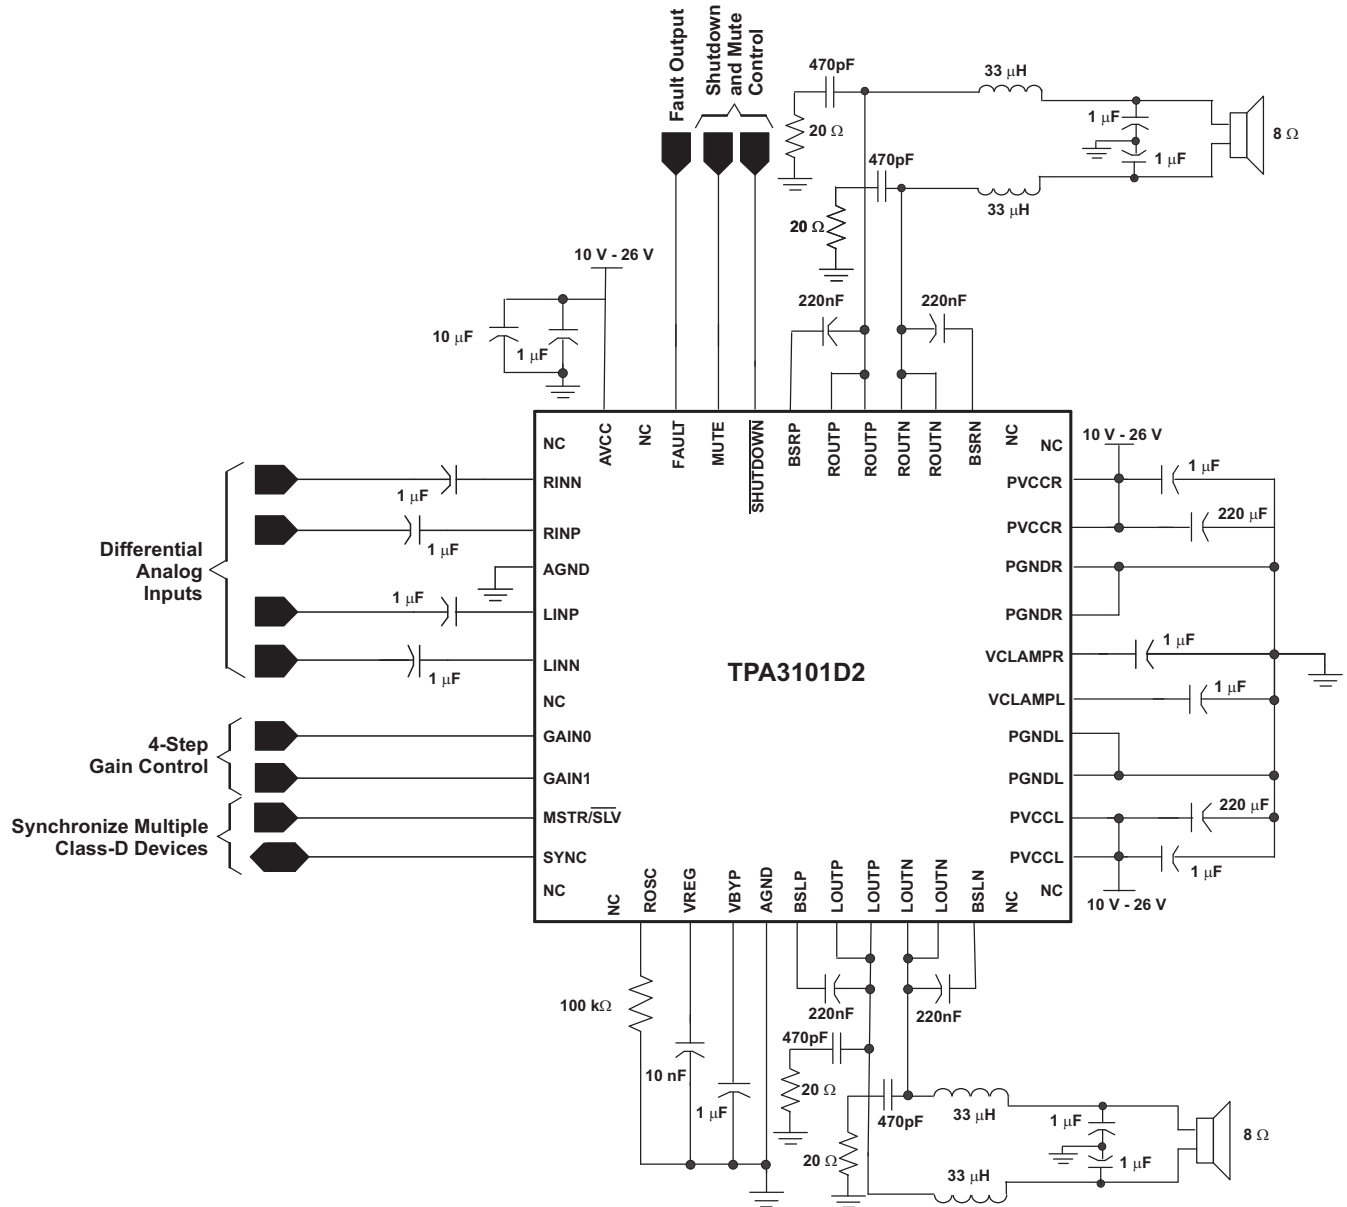 Fault Output
Shutdown
and Mute
Control
470pF
33 μH
20 Ω
1 μF
1 μF
8 Ω
470pF
20 Ω
33 μH
10 V - 26 V
10 μF
1 μF
220nF
220nF
NC
AVCC
NC
FAULT
MUTE
SHUTDOWN
BSRP
ROUTP
ROUTP
ROUTN
ROUTN
BSRN
NC
NC
10 V - 26 V
Differential
Analog
Inputs
1 μF
RINN
1 μF
RINP
AGND
1 μF
LINP
1 μF
LINN
NC
4-Step
Gain Control
GAIN0
GAIN1
Synchronize Multiple
Class-D Devices
MSTR/SLV
SYNC
NC
TPA3101D2
PVCCR
1 μF
PVCCR
220 μF
PGNDR
PGNDR
VCLAMPR
1 μF
VCLAMPL
1 μF
PGNDL
PGNDL
PVCCL
220 μF
PVCCL
1 μF
NC
10 V - 26 V
NC
ROSC
VREG
VBYP
AGND
BSLP
LOUTP
LOUTP
LOUTN
LOUTN
BSLN
NC
100 kΩ
10 nF
1 μF
220nF
220nF
470pF
20 Ω
470pF
20 Ω
33 μH
1 μF
1 μF
8 Ω
33 μH